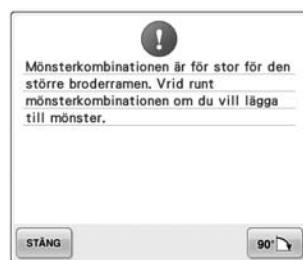 Mönsterkombinationen är för stor för den
större broderramen. Vrid runt
mönsterkombinationen om du vill lägga
till mönster.
STÄNG
90°